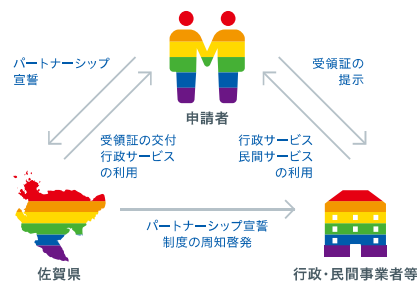 パートナーシップ
宣誓
受領証の
提示
申請者
受領証の交付
行政サービス
の利用
行政サービス
民間サービス
の利用
パートナーシップ宣誓
制度の周知啓発
佐賀県
行政・民間事業者等